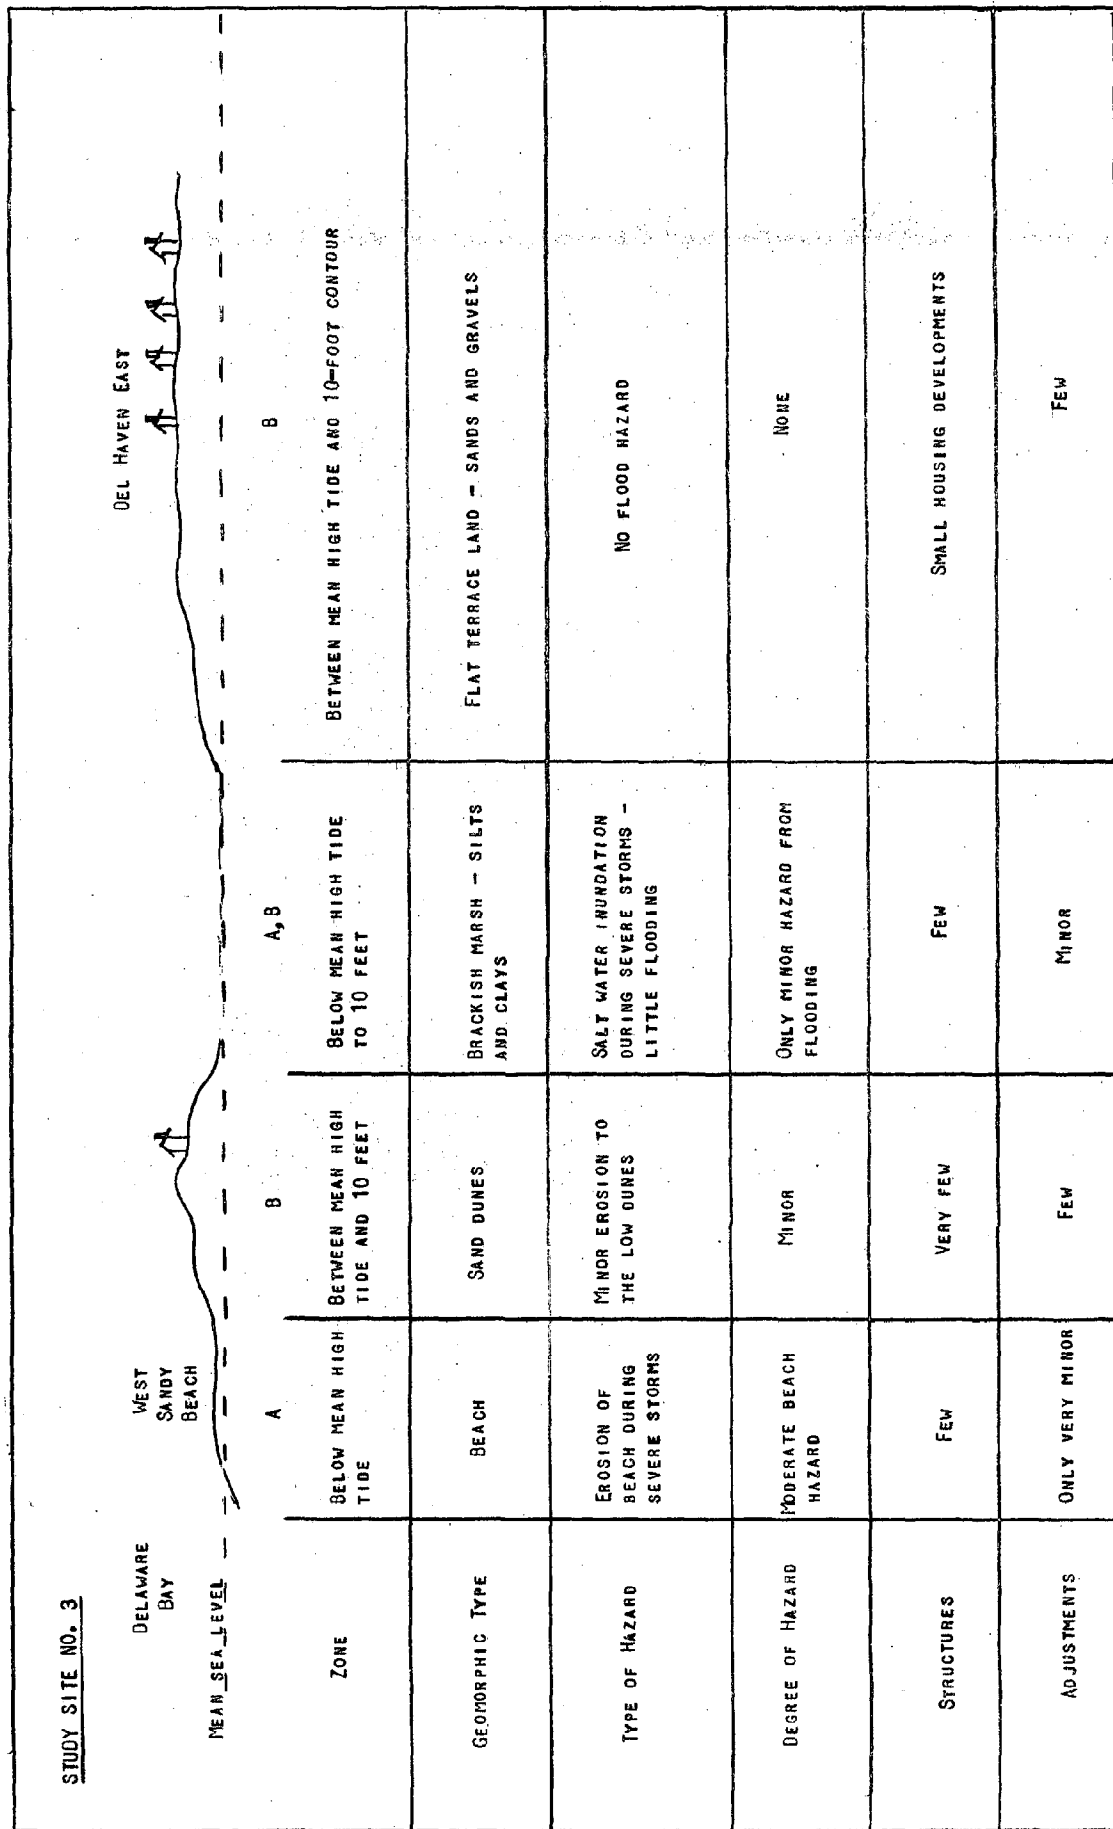 STUDY SITE NO. 3
DELAWARE
BAY
WEST
SANDY
BEACH
DEL HAVEN EAST
MEAN SEA LEVEL
A
B
A,B
B
ZONE
BELOW MEAN HIGH
TIDE
BETWEEN MEAN HIGH
TIDE AND 10 FEET
BELOW MEAN HIGH TIDE
TO 10 FEET
BETWEEN MEAN HIGH TIDE AND 10-FOOT CONTOUR
GEOMORPHIC TYPE
BEACH
SAND DUNES
BRACKISH MARSH - SILTS
AND CLAYS
FLAT TERRACE LAND - SANDS AND GRAVELS
TYPE OF HAZARD
EROSION OF
BEACH DURING
SEVERE STORMS
MINOR EROSION TO
THE LOW DUNES
SALT WATER INUNDATION
DURING SEVERE STORMS -
LITTLE FLOODING
NO FLOOD HAZARD
DEGREE OF HAZARD
MODERATE BEACH
HAZARD
MINOR
ONLY MINOR HAZARD FROM
FLOODING
NONE
STRUCTURES
FEW
VERY FEW
FEW
SMALL HOUSING DEVELOPMENTS
ADJUSTMENTS
ONLY VERY MINOR
FEW
MINOR
FEW